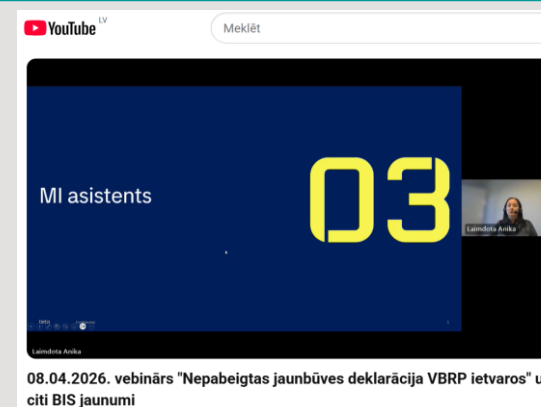 YouTube LV
Meklēt
MI asistents
03
Laimdota Anika
Laimdota Anika
08.04.2026. vebinārs "Nepabeigtas jaunbūves deklarācija VBRP ietvaros" u
citi BIS jaunumi